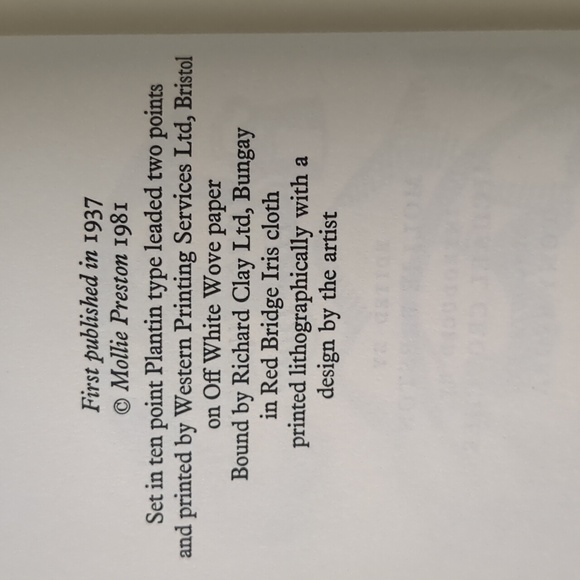 First published in 1937
© Mollie Preston 1981
Set in ten point Plantin type leaded two points
and printed by Western Printing Services Ltd, Bristol
on Off White Wove paper
Bound by Richard Clay Ltd, Bungay
in Red Bridge Iris cloth
printed lithographically with a
design by the artist